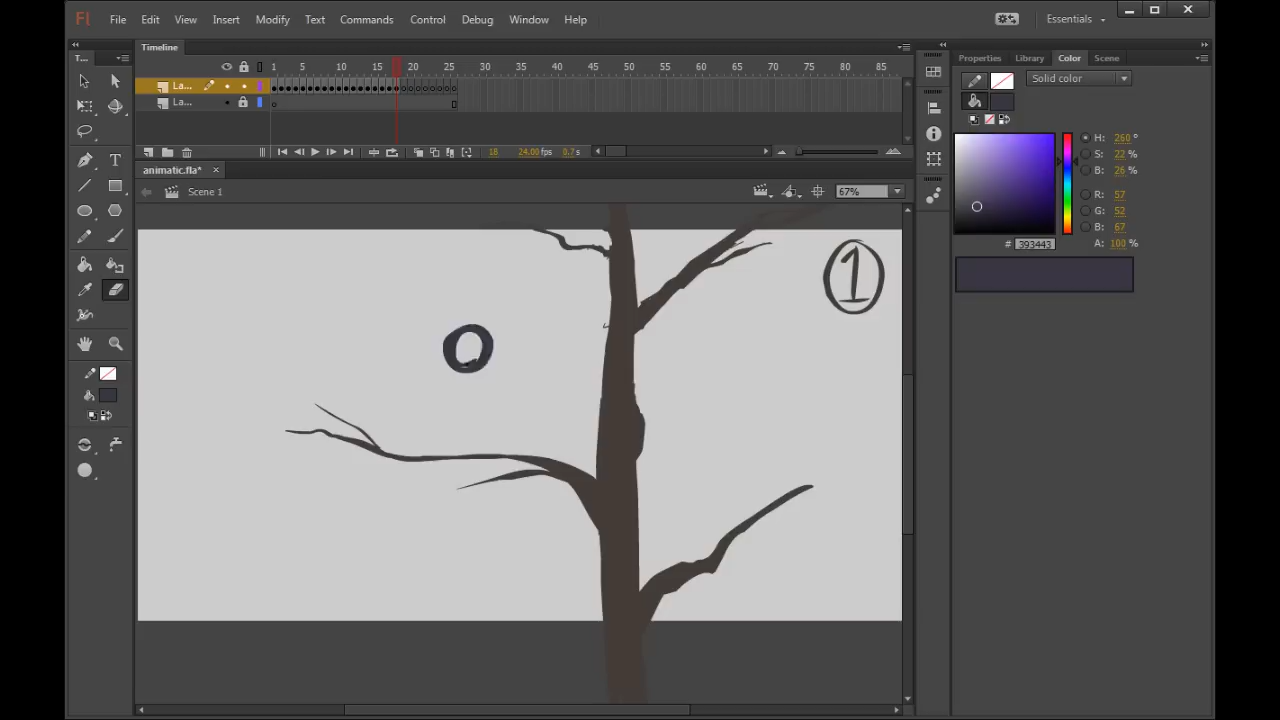 Fl File Edit View Insert Modify Text Commands Control Debug Window Help Essentials
Timeline
T...
1 5 10 15 20 25 30 35 40 45 50 55 60 65 70 75 80 85
La...
La...
18 24.00 fps 0.7 s
animatic.fla* x
Scene 1
67%
1
O
Properties Library Color Scene
Solid color
H: 260 °
S: 22 %
B: 26 %
R: 57
G: 52
B: 67
# 393443 A: 100 %